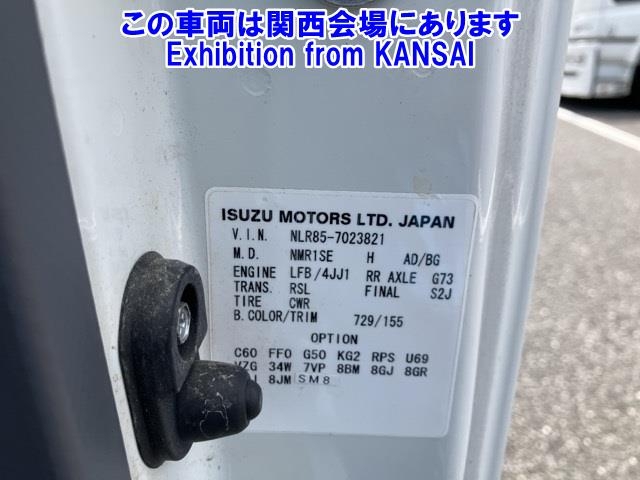 この車両は関西会場にあります
Exhibition from KANSAI
ISUZU MOTORS LTD. JAPAN
V.I.N. NLR85-7023821
M.D. NMR1SE H AD/BG
ENGINE LFB/4JJ1 RR AXLE G73
TRANS. RSL FINAL S2J
TIRE CWR
B.COLOR/TRIM 729/155
OPTION
C60 FF0 G50 KG2 RPS U69
VZG 34W 7VP 8BM 8GJ 8GR
8JM SM8